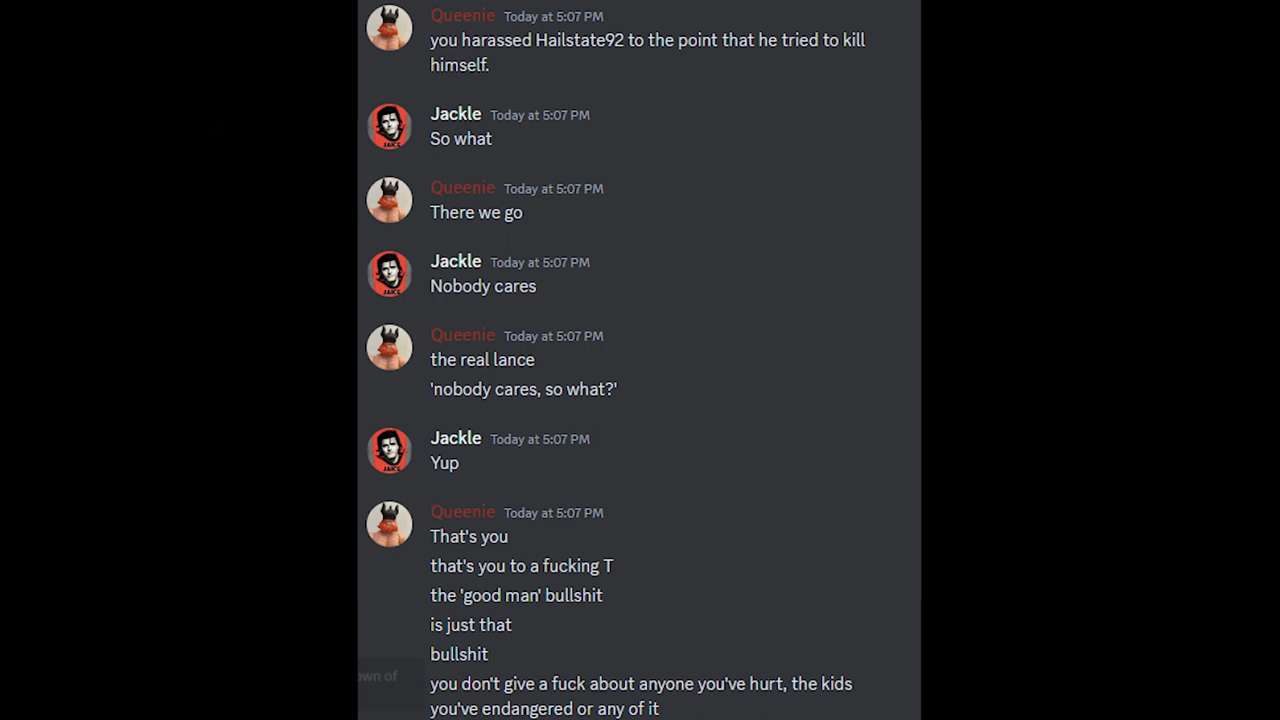 Queenie Today at 5:07 PM
you harassed Hailstate92 to the point that he tried to kill
himself.
Jackle Today at 5:07 PM
So what
Queenie Today at 5:07 PM
There we go
Jackle Today at 5:07 PM
Nobody cares
Queenie Today at 5:07 PM
the real lance
'nobody cares, so what?'
Jackle Today at 5:07 PM
Yup
Queenie Today at 5:07 PM
That's you
that's you to a fucking T
the 'good man' bullshit
is just that
bullshit
own of
you don't give a fuck about anyone you've hurt, the kids
you've endangered or any of it